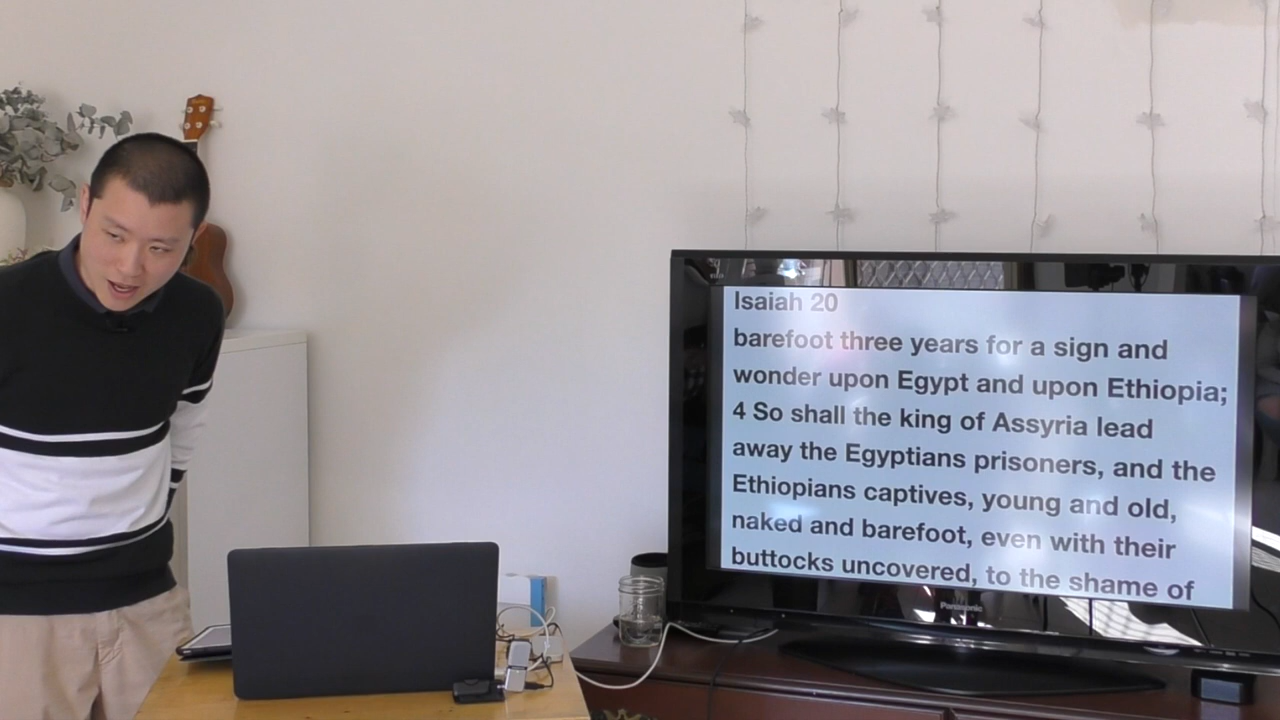 Isaiah 20
barefoot three years for a sign and
wonder upon Egypt and upon Ethiopia;
4 So shall the king of Assyria lead
away the Egyptians prisoners, and the
Ethiopians captives, young and old,
naked and barefoot, even with their
buttocks uncovered, to the shame of
Panasonic